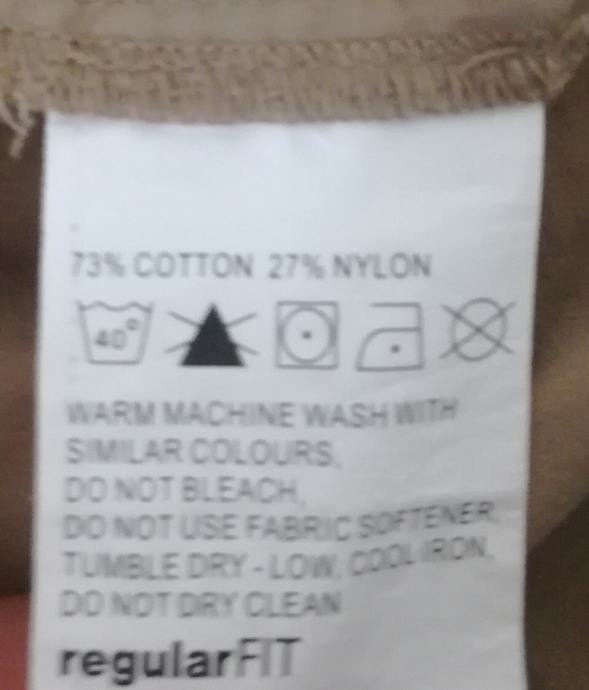 73% COTTON 27% NYLON
40°
WARM MACHINE WASH WITH
SIMILAR COLOURS,
DO NOT BLEACH,
DO NOT USE FABRIC SOFTENER,
TUMBLE DRY - LOW, COOL IRON,
DO NOT DRY CLEAN
regularFIT